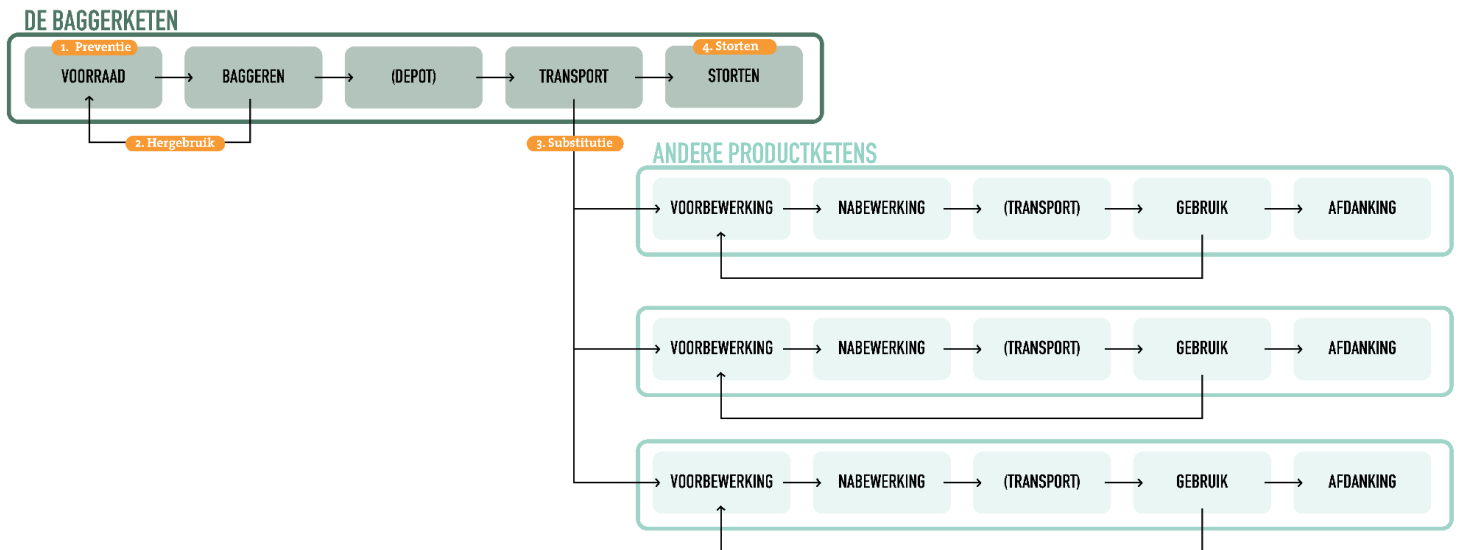 DE BAGGERKETEN
1. Preventie
4. Storten
VOORRAAD
BAGGEREN
(DEPOT)
TRANSPORT
STORTEN
2. Hergebruik
3. Substitutie
ANDERE PRODUCTKETENS
VOORBEWERKING
NABEWERKING
(TRANSPORT)
GEBRUIK
AFDANKING
VOORBEWERKING
NABEWERKING
(TRANSPORT)
GEBRUIK
AFDANKING
VOORBEWERKING
NABEWERKING
(TRANSPORT)
GEBRUIK
AFDANKING